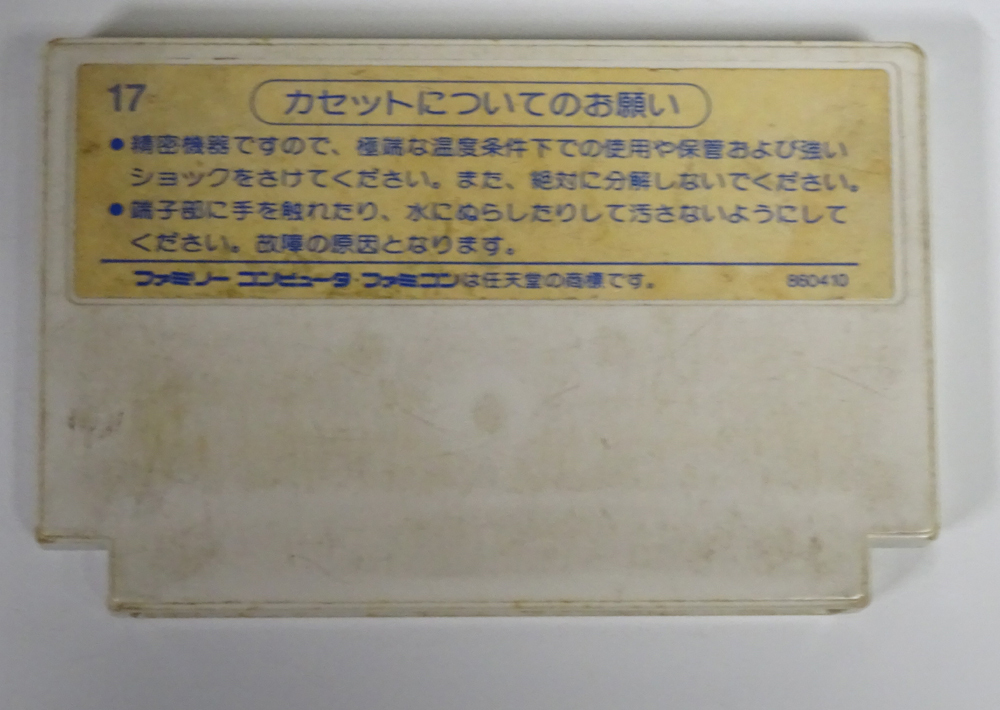 17
カセットについてのお願い
●精密機器ですので、極端な温度条件下での使用や保管および強い
ショックをさけてください。また、絶対に分解しないでください。
●端子部に手を触れたり、水にぬらしたりして汚さないようにして
ください。故障の原因となります。
ファミリー コンピュータ・ファミコンは任天堂の商標です。
860410